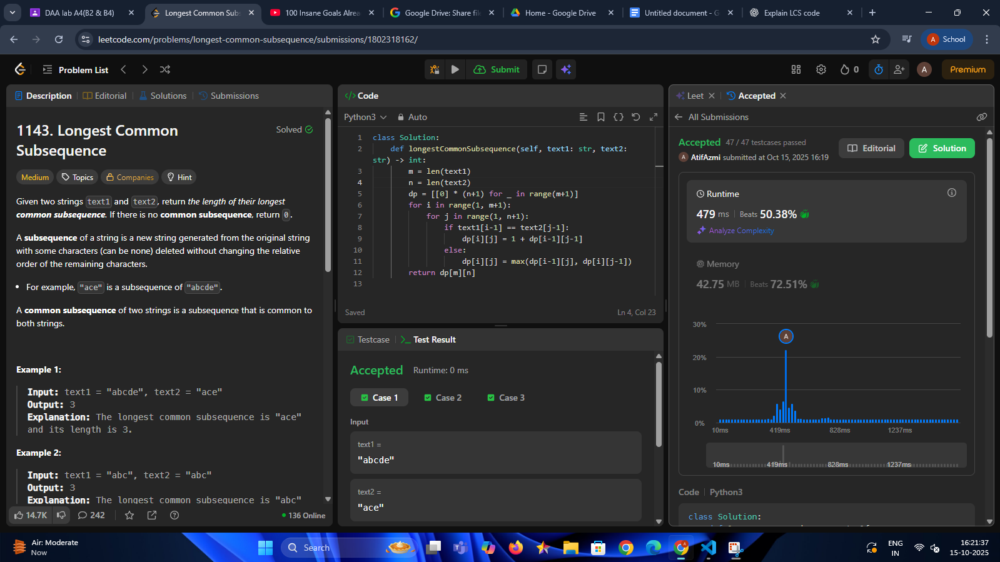 DAA lab A4(B2 & B4)
Longest Common Subs
100 Insane Goals Alrea
Google Drive: Share file
Home - Google Drive
Untitled document - G
Explain LCS code
leetcode.com/problems/longest-common-subsequence/submissions/1802318162/
A School
Problem List
Submit
0
A
Premium
Description
Editorial
Solutions
Submissions
1143. Longest Common
Subsequence
Solved
Medium
Topics
Companies
Hint
Given two strings text1 and text2, return the length of their longest
common subsequence. If there is no common subsequence, return 0.
A subsequence of a string is a new string generated from the original string
with some characters (can be none) deleted without changing the relative
order of the remaining characters.
• For example, "ace" is a subsequence of "abcde".
A common subsequence of two strings is a subsequence that is common to
both strings.
Example 1:
Input: text1 = "abcde", text2 = "ace"
Output: 3
Explanation: The longest common subsequence is "ace"
and its length is 3.
Example 2:
Input: text1 = "abc", text2 = "abc"
Output: 3
Explanation: The longest common subsequence is "abc"
14.7K
242
136 Online
</> Code
Python3
Auto
1 class Solution:
2 def longestCommonSubsequence(self, text1: str, text2:
str) -> int:
3 m = len(text1)
4 n = len(text2)
5 dp = [[0] * (n+1) for _ in range(m+1)]
6 for i in range(1, m+1):
7 for j in range(1, n+1):
8 if text1[i-1] == text2[j-1]:
9 dp[i][j] = 1 + dp[i-1][j-1]
10 else:
11 dp[i][j] = max(dp[i-1][j], dp[i][j-1])
12 return dp[m][n]
13
Saved
Ln 4, Col 23
Testcase
>_ Test Result
Accepted
Runtime: 0 ms
Case 1
Case 2
Case 3
Input
text1 =
"abcde"
text2 =
"ace"
Leet
Accepted
All Submissions
Accepted 47 / 47 testcases passed
A AtifAzmi submitted at Oct 15, 2025 16:19
Editorial
Solution
Runtime
479 ms
Beats 50.38%
Analyze Complexity
Memory
42.75 MB
Beats 72.51%
30%
A
20%
10%
0%
10ms
419ms
828ms
1237ms
10ms
419ms
828ms
1237ms
Code
Python3
class Solution:
Air: Moderate
Now
Search
ENG
IN
16:21:37
15-10-2025